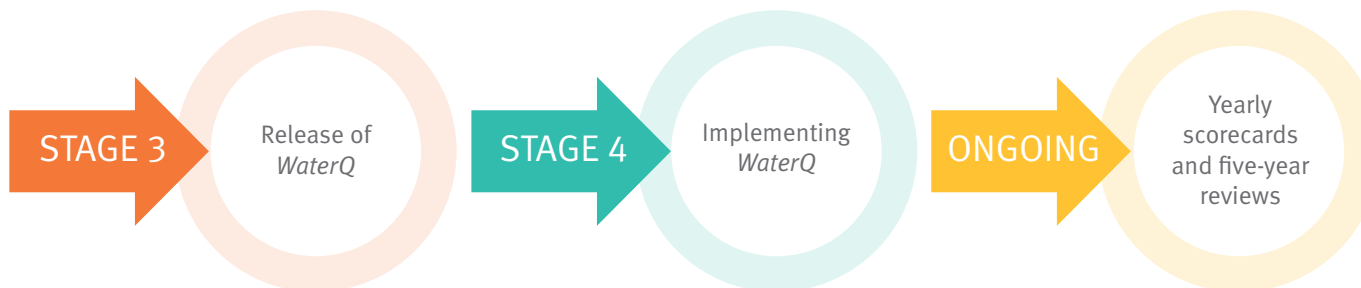 STAGE 3
Release of
WaterQ
STAGE 4
Implementing
WaterQ
ONGOING
Yearly
scorecards
and five-year
reviews